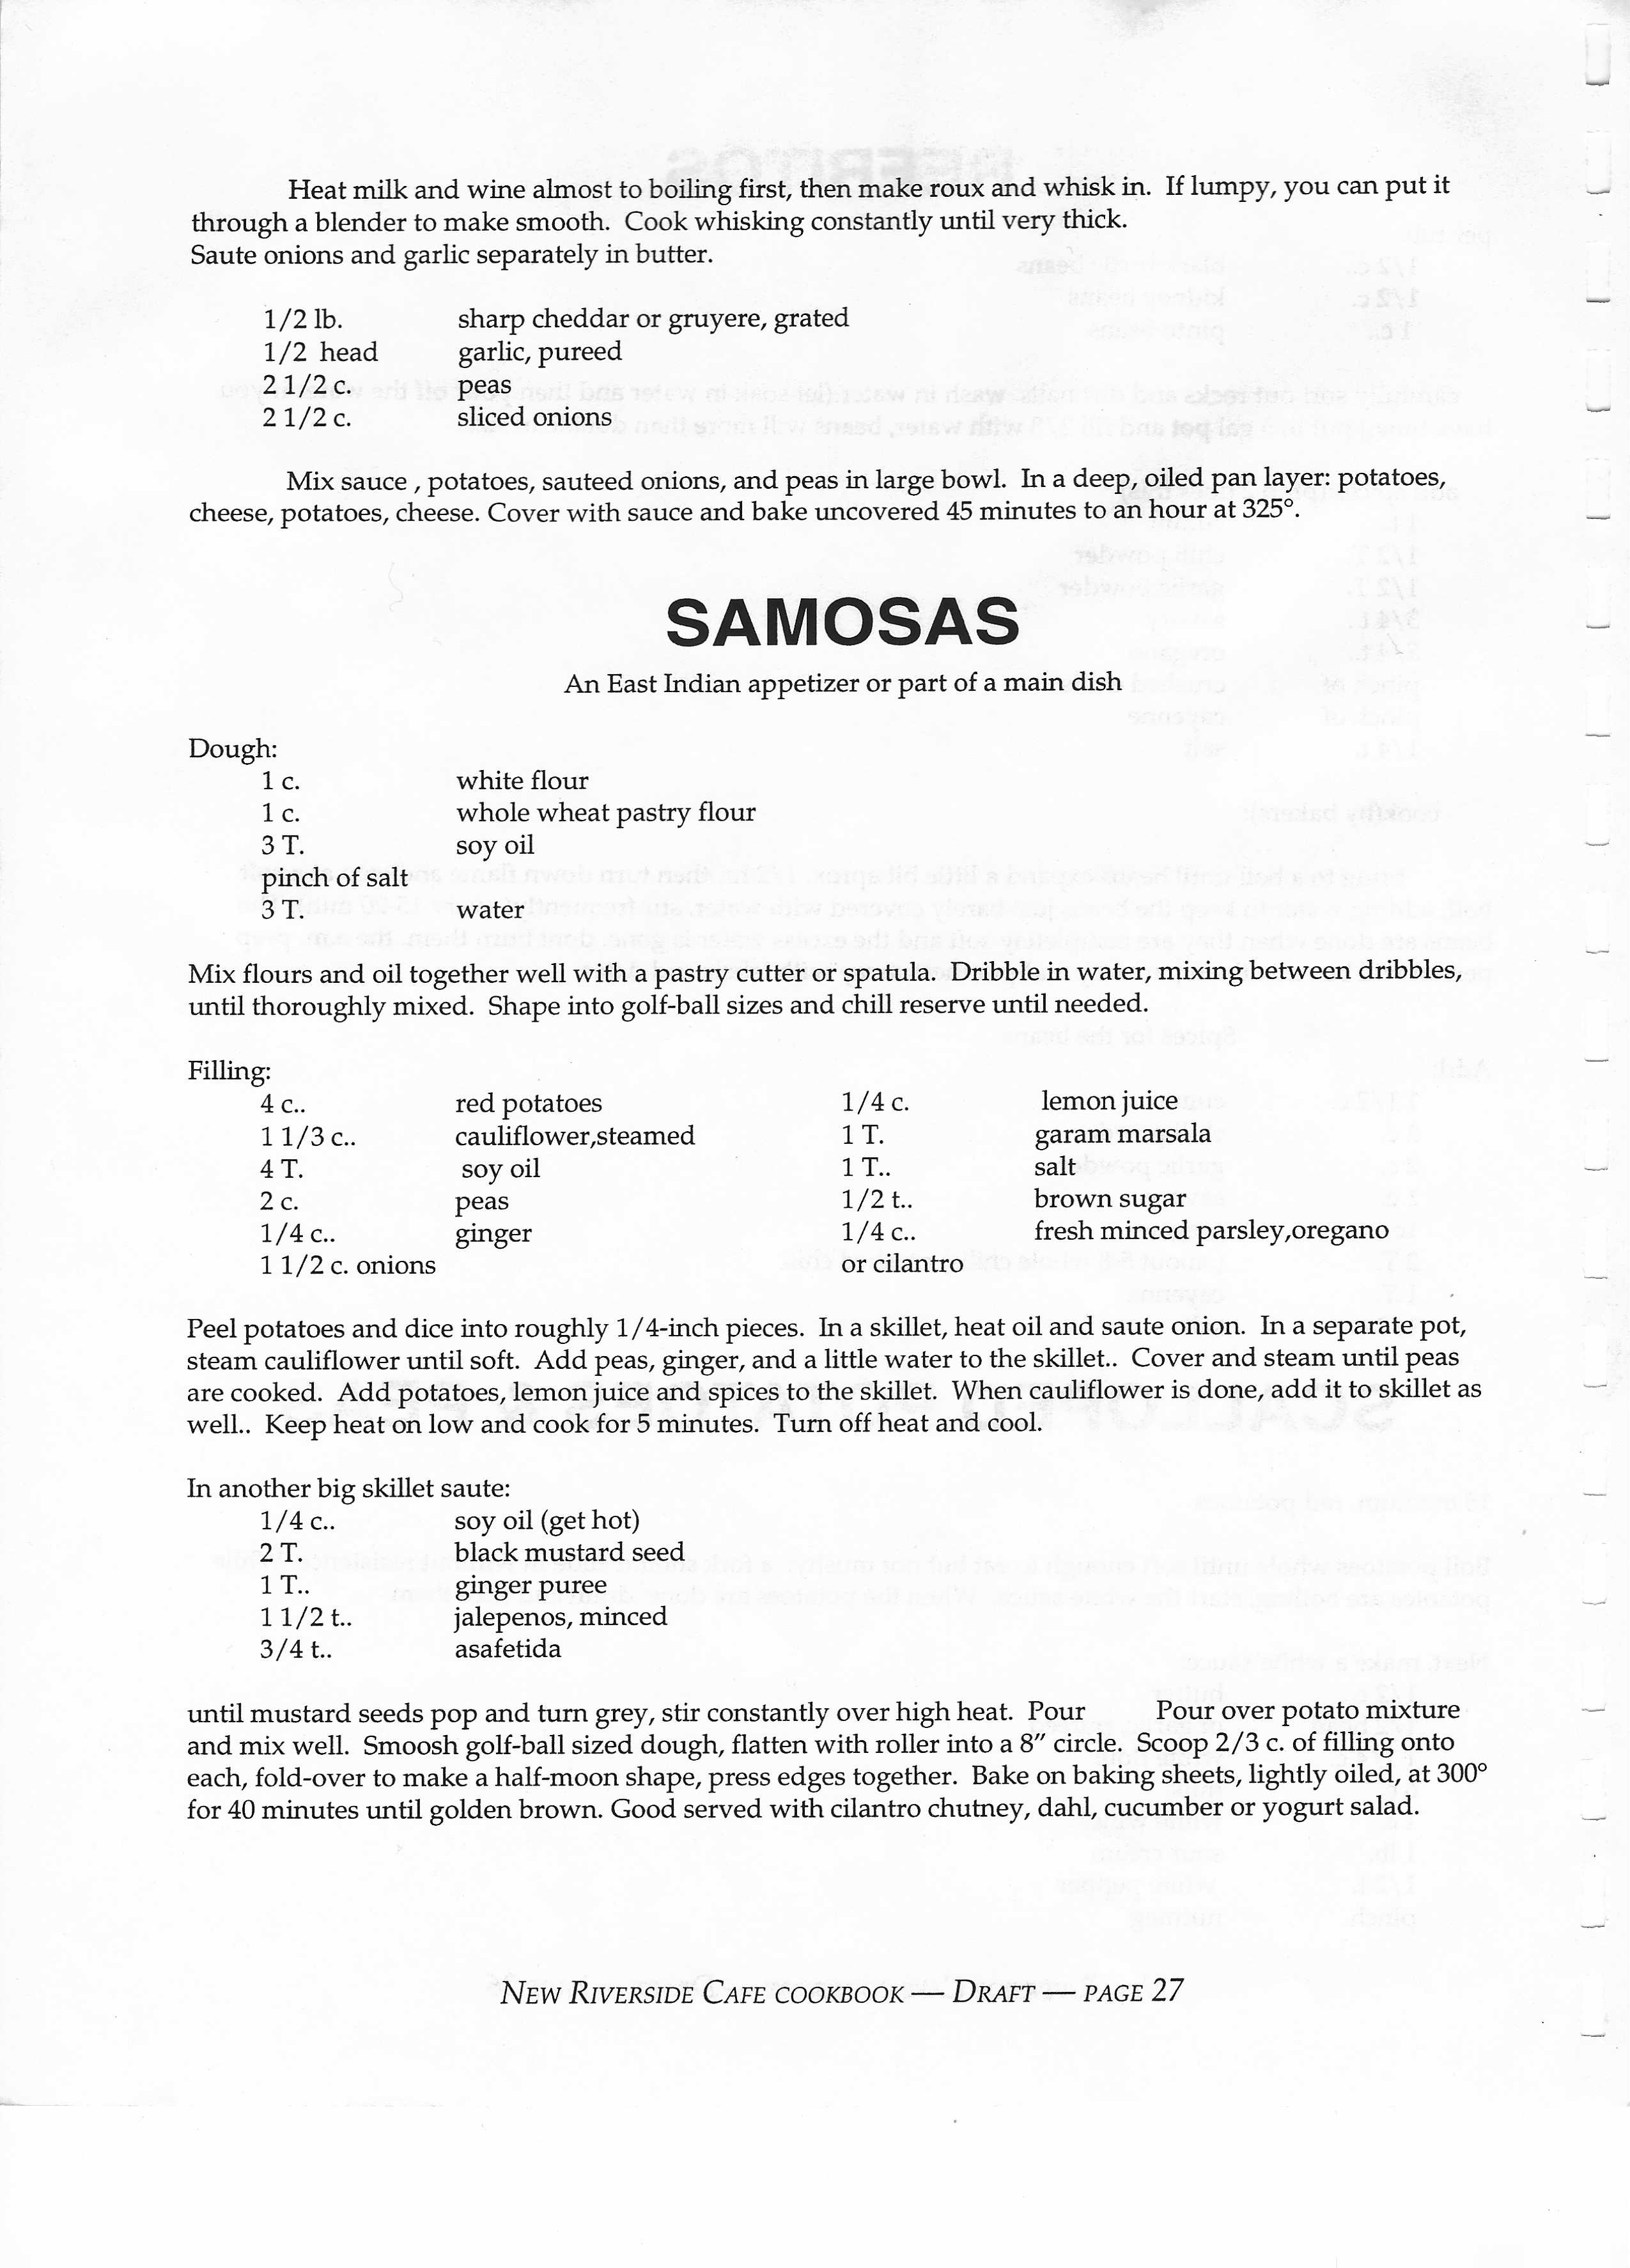 Heat milk and wine almost to boiling first, then make roux and whisk in.  If lumpy, you can put it
through a blender to make smooth.  Cook whisking constantly until very thick.
Saute onions and garlic separately in butter.
1/2 lb. sharp cheddar or gruyere, grated
1/2 head garlic, pureed
2 1/2 c. peas
2 1/2 c. sliced onions
Mix sauce , potatoes, sauteed onions, and peas in large bowl.  In a deep, oiled pan layer: potatoes,
cheese, potatoes, cheese. Cover with sauce and bake uncovered 45 minutes to an hour at 325°.
SAMOSAS
An East Indian appetizer or part of a main dish
Dough:
1 c. white flour
1 c. whole wheat pastry flour
3 T. soy oil
pinch of salt
3 T. water
Mix flours and oil together well with a pastry cutter or spatula.  Dribble in water, mixing between dribbles,
until thoroughly mixed.  Shape into golf-ball sizes and chill reserve until needed.
Filling:
4 c.. red potatoes 1/4 c. lemon juice
1 1/3 c.. cauliflower,steamed 1 T. garam marsala
4 T. soy oil 1 T.. salt
2 c. peas 1/2 t.. brown sugar
1/4 c.. ginger 1/4 c.. fresh minced parsley,oregano
1 1/2 c. onions or cilantro
Peel potatoes and dice into roughly 1/4-inch pieces.  In a skillet, heat oil and saute onion.  In a separate pot,
steam cauliflower until soft.  Add peas, ginger, and a little water to the skillet..  Cover and steam until peas
are cooked.  Add potatoes, lemon juice and spices to the skillet.  When cauliflower is done, add it to skillet as
well..  Keep heat on low and cook for 5 minutes.  Turn off heat and cool.
In another big skillet saute:
1/4 c.. soy oil (get hot)
2 T. black mustard seed
1 T.. ginger puree
1 1/2 t.. jalepenos, minced
3/4 t.. asafetida
until mustard seeds pop and turn grey, stir constantly over high heat.  Pour Pour over potato mixture
and mix well.  Smoosh golf-ball sized dough, flatten with roller into a 8″ circle.  Scoop 2/3 c. of filling onto
each, fold-over to make a half-moon shape, press edges together.  Bake on baking sheets, lightly oiled, at 300°
for 40 minutes until golden brown. Good served with cilantro chutney, dahl, cucumber or yogurt salad.
NEW RIVERSIDE CAFE COOKBOOK — DRAFT — PAGE 27